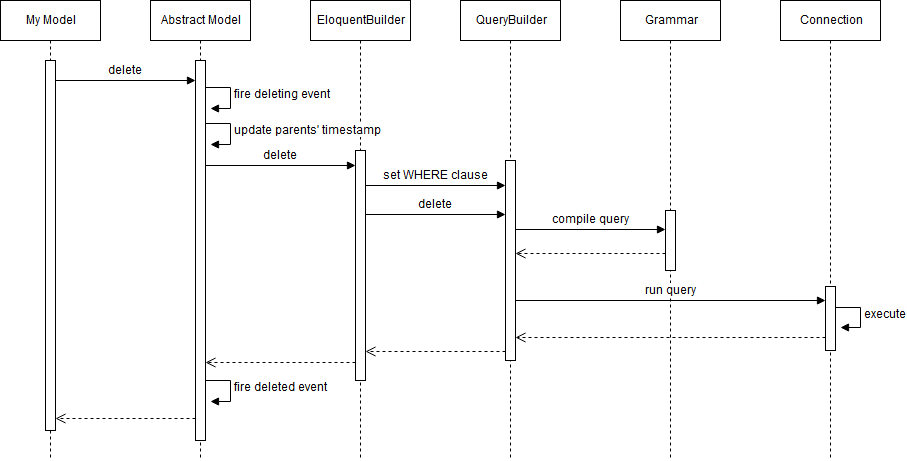 My Model
Abstract Model
EloquentBuilder
QueryBuilder
Grammar
Connection
delete
fire deleting event
update parents' timestamp
delete
set WHERE clause
delete
compile query
run query
execute
fire deleted event